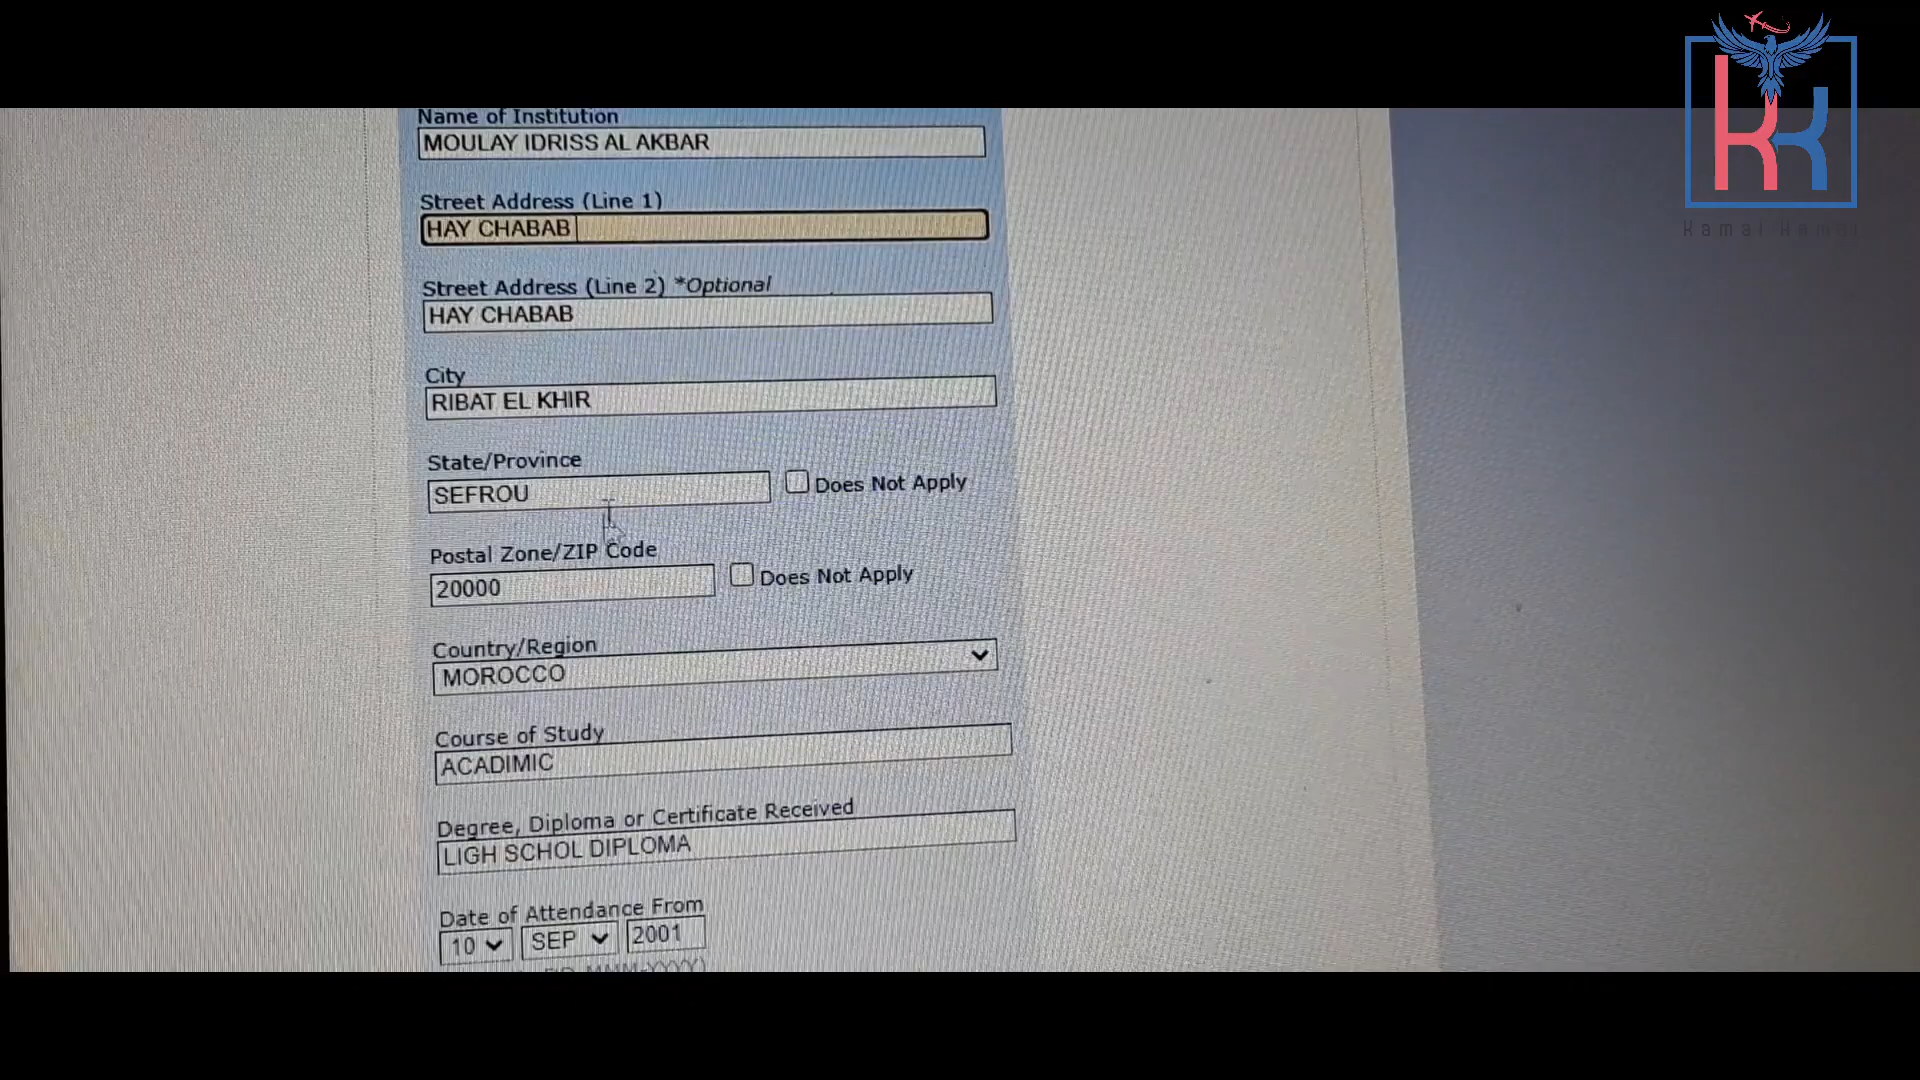 Name of Institution
MOULAY IDRISS AL AKBAR
Street Address (Line 1)
HAY CHABAB
Street Address (Line 2) *Optional
HAY CHABAB
City
RIBAT EL KHIR
State/Province
SEFROU
Does Not Apply
Postal Zone/ZIP Code
20000
Does Not Apply
Country/Region
MOROCCO
Course of Study
ACADIMIC
Degree, Diploma or Certificate Received
LIGH SCHOL DIPLOMA
Date of Attendance From
10 SEP 2001
KK
Kamal